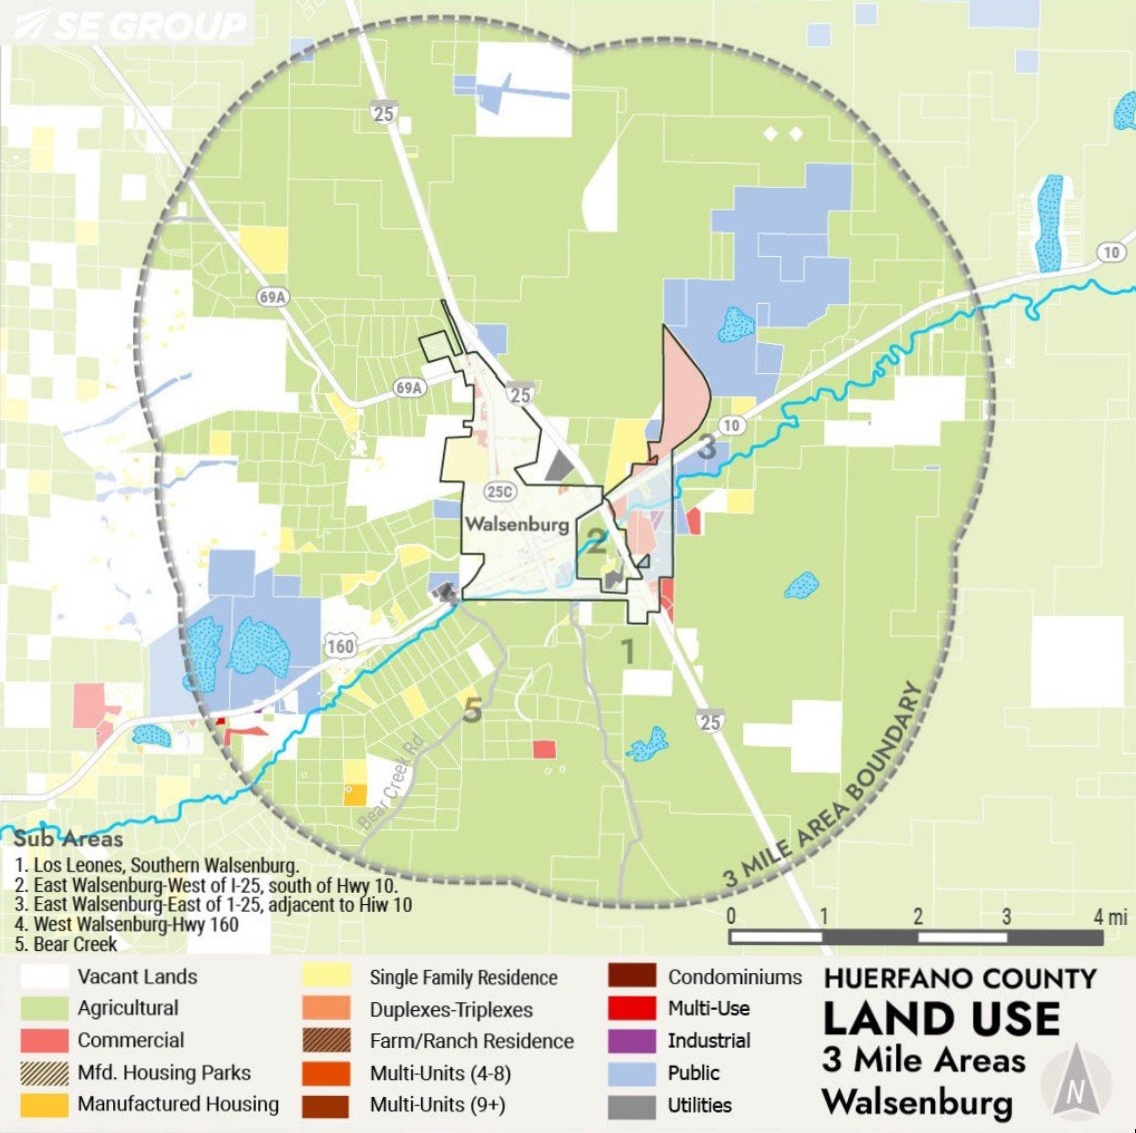 SE GROUP
25
10
69A
69A
25
10
3
25C
Walsenburg
2
160
1
5
25
Bear Creek Rd
3 MILE AREA BOUNDARY
Sub Areas
1. Los Leones, Southern Walsenburg.
2. East Walsenburg-West of I-25, south of Hwy 10.
3. East Walsenburg-East of 1-25, adjacent to Hiw 10
4. West Walsenburg-Hwy 160
5. Bear Creek
0 1 2 3 4 mi
Vacant Lands
Agricultural
Commercial
Mfd. Housing Parks
Manufactured Housing
Single Family Residence
Duplexes-Triplexes
Farm/Ranch Residence
Multi-Units (4-8)
Multi-Units (9+)
Condominiums
Multi-Use
Industrial
Public
Utilities
HUERFANO COUNTY
LAND USE
3 Mile Areas
Walsenburg
N